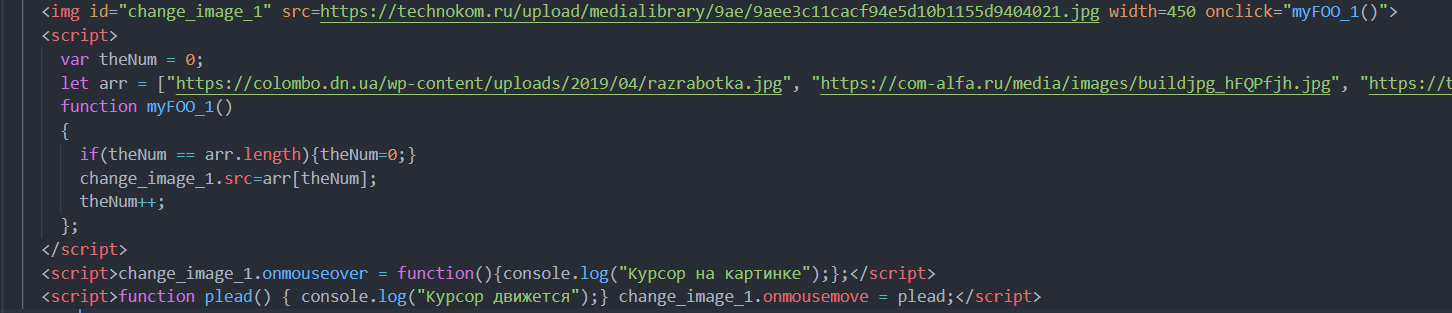 <img id="change_image_1" src=https://technokom.ru/upload/medialibrary/9ae/9aee3c11cacf94e5d10b1155d9404021.jpg width=450 onclick="myFOO_1()">
<script>
var theNum = 0;
let arr = ["https://colombo.dn.ua/wp-content/uploads/2019/04/razrabotka.jpg", "https://com-alfa.ru/media/images/buildjpg_hFQPfjh.jpg", "https://t
function myFOO_1()
{
if(theNum == arr.length){theNum=0;}
change_image_1.src=arr[theNum];
theNum++;
};
</script>
<script>change_image_1.onmouseover = function(){console.log("Курсор на картинке");};</script>
<script>function plead() { console.log("Курсор движется");} change_image_1.onmousemove = plead;</script>